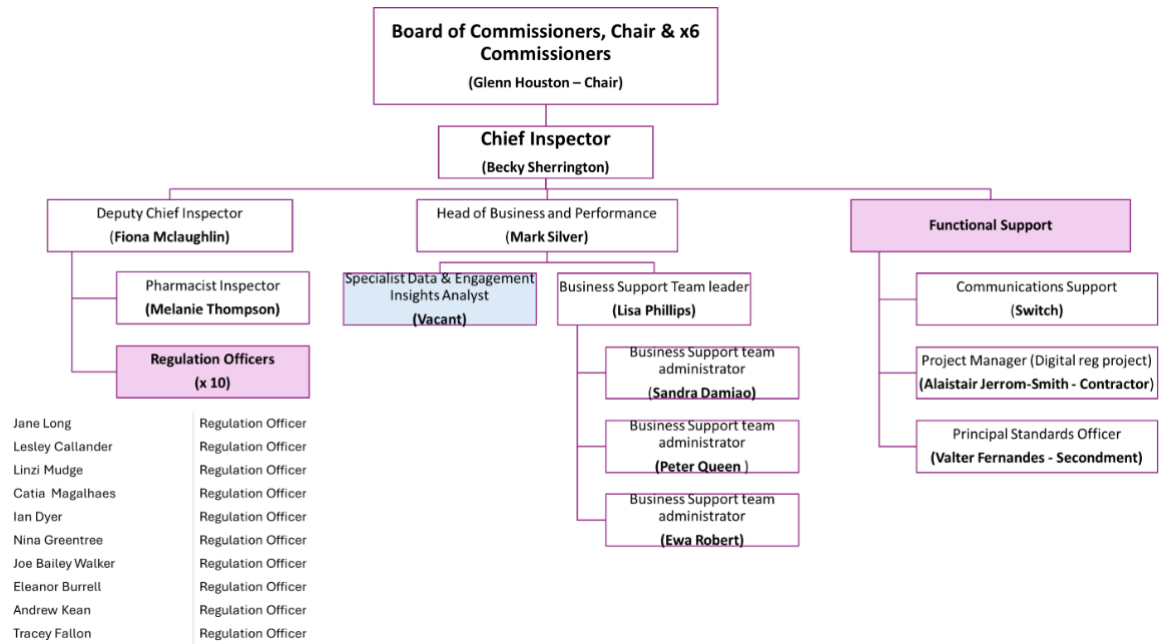 Board of Commissioners, Chair & x6
Commissioners
(Glenn Houston – Chair)
Chief Inspector
(Becky Sherrington)
Deputy Chief Inspector
(Fiona Mclaughlin)
Head of Business and Performance
(Mark Silver)
Functional Support
Pharmacist Inspector
(Melanie Thompson)
Specialist Data & Engagement
Insights Analyst
(Vacant)
Business Support Team leader
(Lisa Phillips)
Communications Support
(Switch)
Regulation Officers
(x 10)
Business Support team
administrator
(Sandra Damiao)
Project Manager (Digital reg project)
(Alaistair Jerrom-Smith - Contractor)
Business Support team
administrator
(Peter Queen )
Principal Standards Officer
(Valter Fernandes - Secondment)
Business Support team
administrator
(Ewa Robert)
Jane Long Regulation Officer
Lesley Callander Regulation Officer
Linzi Mudge Regulation Officer
Catia Magalhaes Regulation Officer
Ian Dyer Regulation Officer
Nina Greentree Regulation Officer
Joe Bailey Walker Regulation Officer
Eleanor Burrell Regulation Officer
Andrew Kean Regulation Officer
Tracey Fallon Regulation Officer